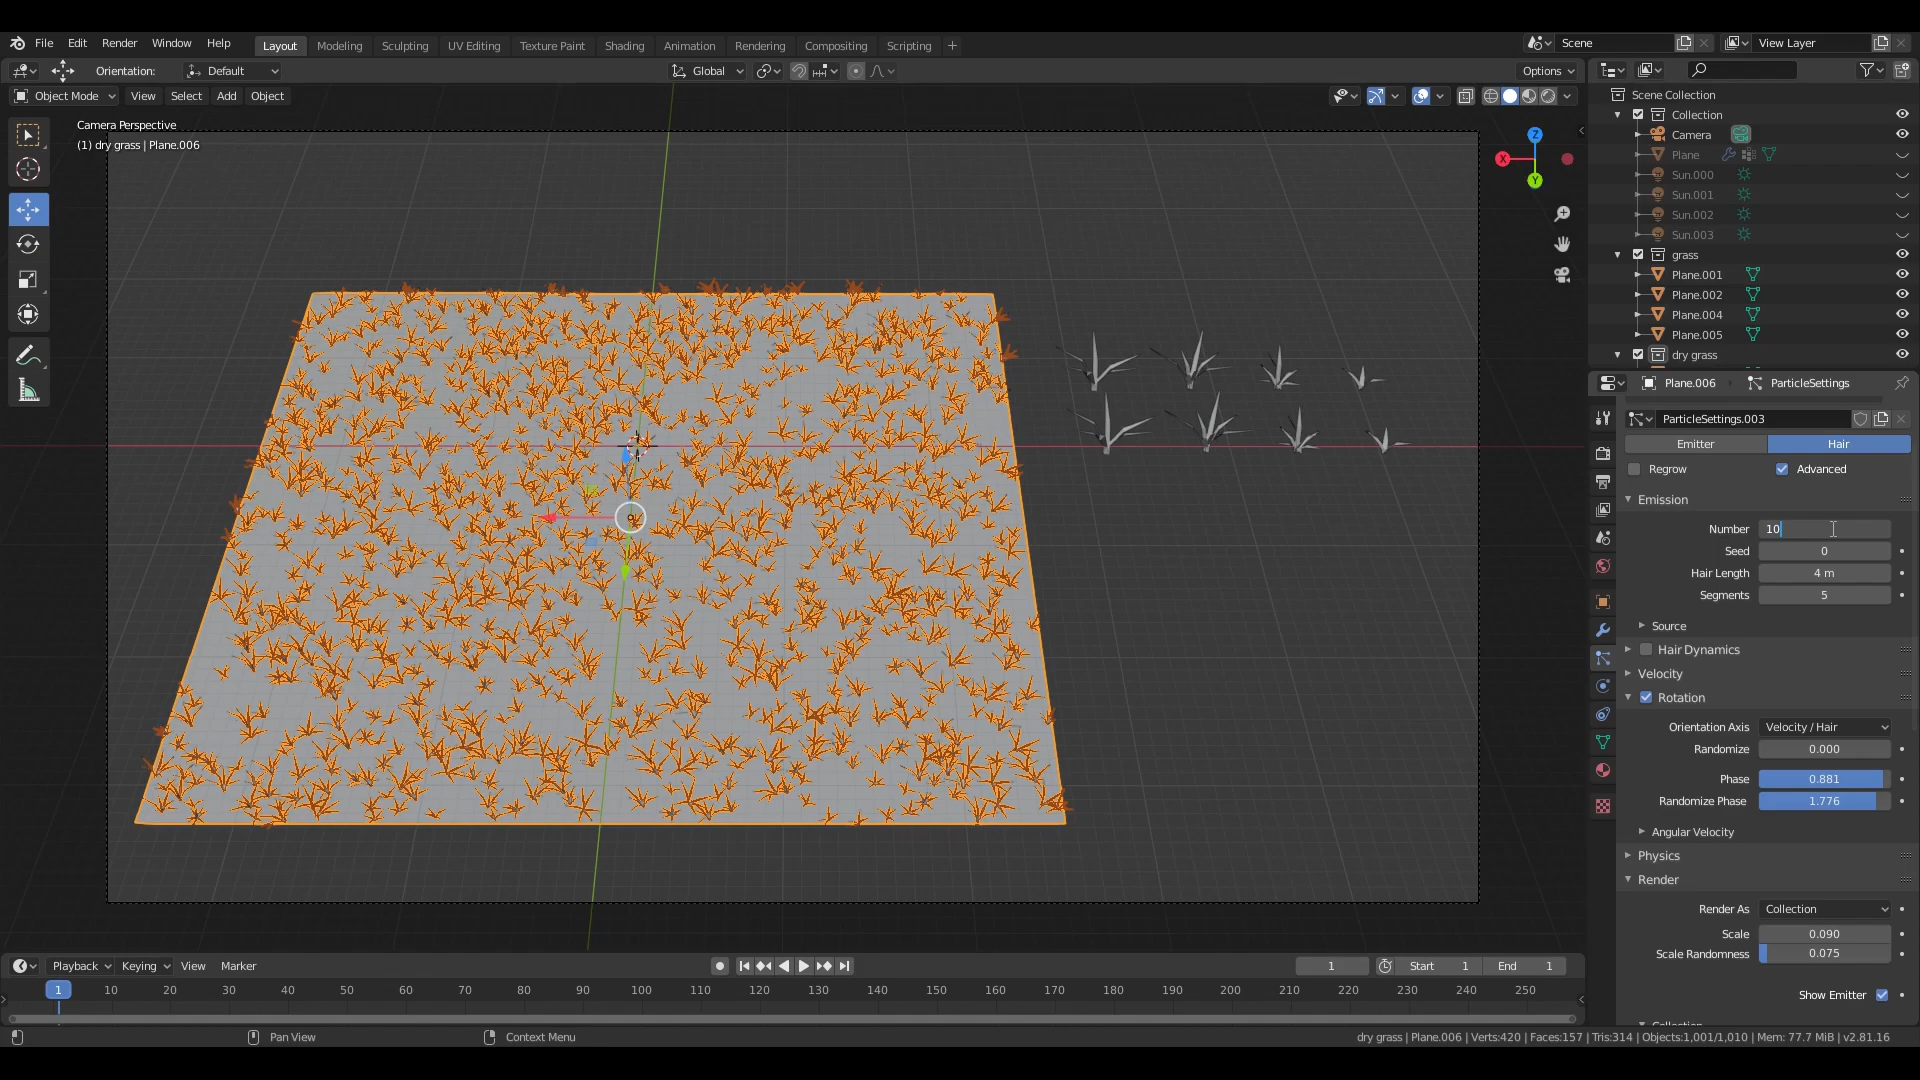 File Edit Render Window Help Layout Modeling Sculpting UV Editing Texture Paint Shading Animation Rendering Compositing Scripting + Scene View Layer
Orientation: Default Global Options
Object Mode View Select Add Object
Camera Perspective
(1) dry grass | Plane.006
Z
X
Y
Scene Collection
Collection
Camera
Plane
Sun.000
Sun.001
Sun.002
Sun.003
grass
Plane.001
Plane.002
Plane.004
Plane.005
dry grass
Plane.006 ParticleSettings
ParticleSettings.003
Emitter Hair
Regrow Advanced
Emission
Number 10
Seed 0
Hair Length 4 m
Segments 5
Source
Hair Dynamics
Velocity
Rotation
Orientation Axis Velocity / Hair
Randomize 0.000
Phase 0.881
Randomize Phase 1.776
Angular Velocity
Physics
Render
Render As Collection
Scale 0.090
Scale Randomness 0.075
Show Emitter
Playback Keying View Marker 1 Start 1 End 1
1 10 20 30 40 50 60 70 80 90 100 110 120 130 140 150 160 170 180 190 200 210 220 230 240 250
Pan View Context Menu dry grass | Plane.006 | Verts:420 | Faces:157 | Tris:314 | Objects:1,001/1,010 | Mem: 77.7 MiB | v2.81.16